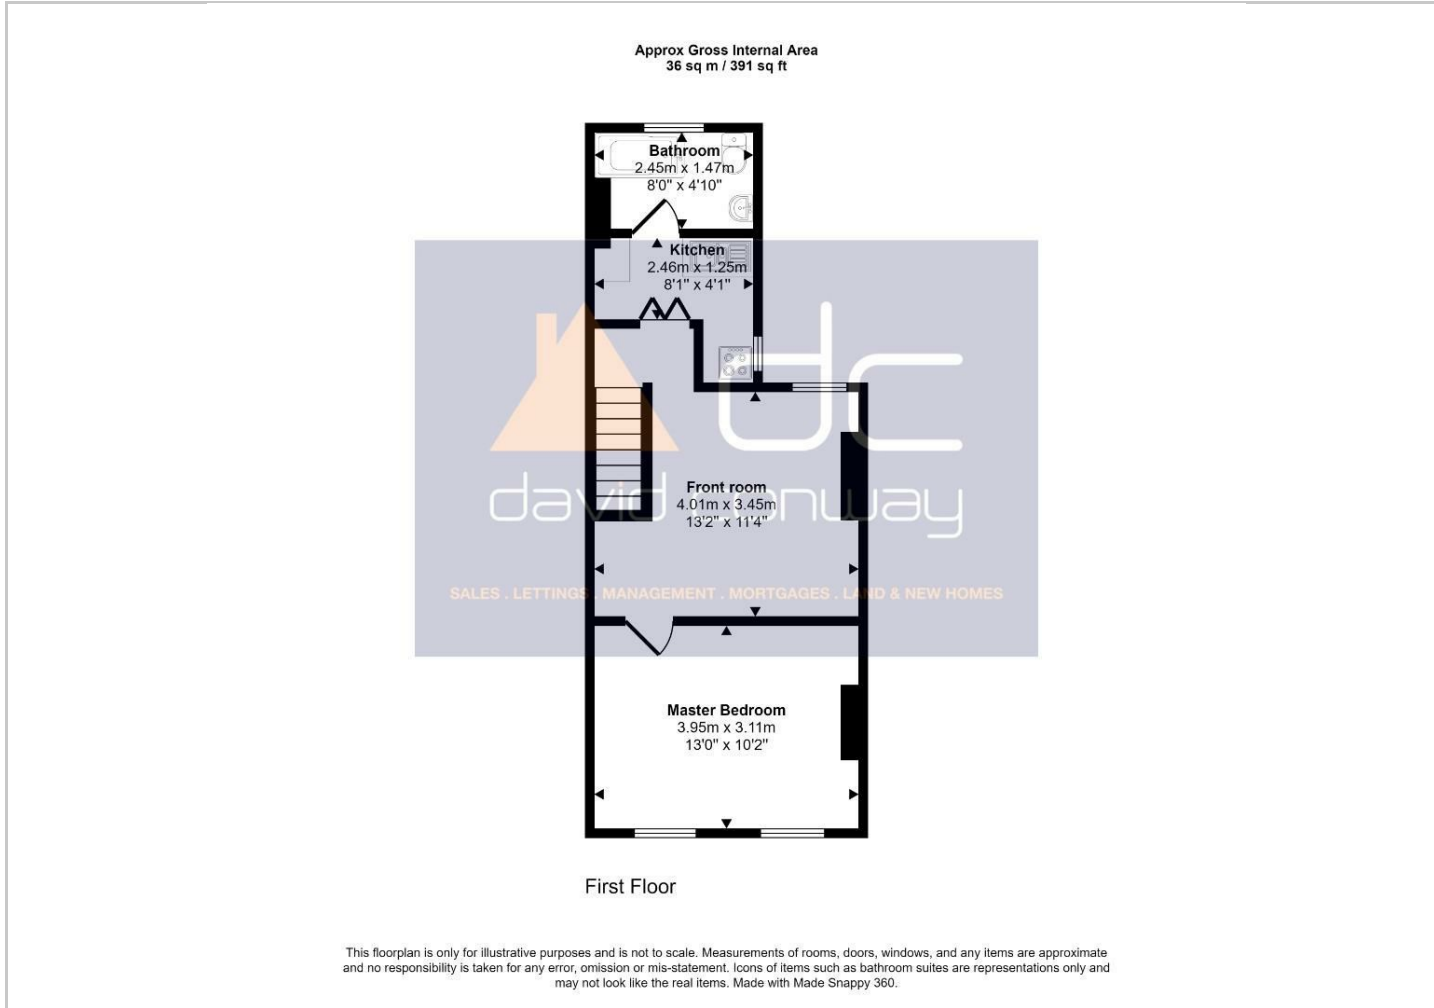 Approx Gross Internal Area
36 sq m / 391 sq ft
Bathroom
2.45m x 1.47m
8'0" x 4'10"
Kitchen
2.46m x 1.25m
8'1" x 4'1"
dc
Front room
4.01m x 3.45m
13'2" x 11'4"
david conway
SALES . LETTINGS . MANAGEMENT . MORTGAGES . LAND & NEW HOMES
Master Bedroom
3.95m x 3.11m
13'0" x 10'2"
First Floor
This floorplan is only for illustrative purposes and is not to scale. Measurements of rooms, doors, windows, and any items are approximate
and no responsibility is taken for any error, omission or mis-statement. Icons of items such as bathroom suites are representations only and
may not look like the real items. Made with Made Snappy 360.